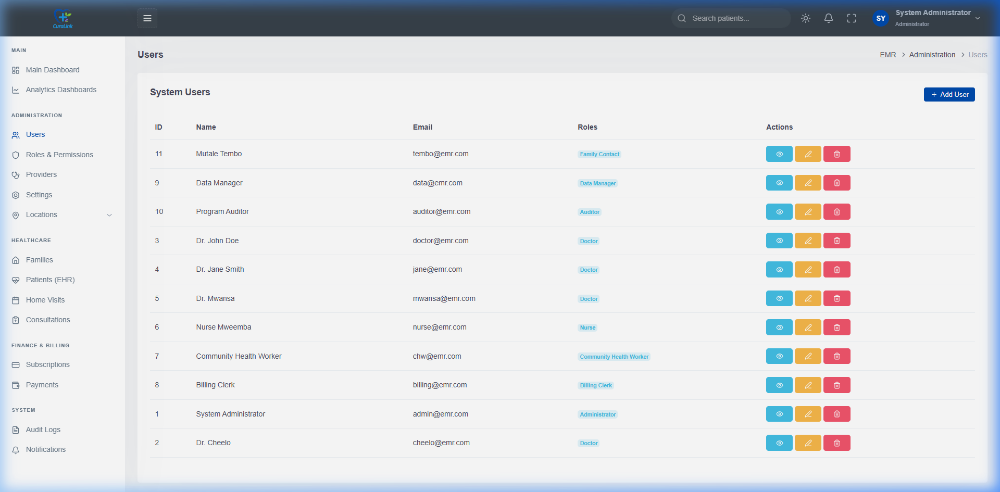 CuraLink
Search patients...
SY
System Administrator
Administrator
MAIN
Main Dashboard
Analytics Dashboards
ADMINISTRATION
Users
Roles & Permissions
Providers
Settings
Locations
HEALTHCARE
Families
Patients (EHR)
Home Visits
Consultations
FINANCE & BILLING
Subscriptions
Payments
SYSTEM
Audit Logs
Notifications
Users
EMR > Administration > Users
System Users
+ Add User
ID Name Email Roles Actions
11 Mutale Tembo tembo@emr.com Family Contact
9 Data Manager data@emr.com Data Manager
10 Program Auditor auditor@emr.com Auditor
3 Dr. John Doe doctor@emr.com Doctor
4 Dr. Jane Smith jane@emr.com Doctor
5 Dr. Mwansa mwansa@emr.com Doctor
6 Nurse Mweemba nurse@emr.com Nurse
7 Community Health Worker chw@emr.com Community Health Worker
8 Billing Clerk billing@emr.com Billing Clerk
1 System Administrator admin@emr.com Administrator
2 Dr. Cheelo cheelo@emr.com Doctor